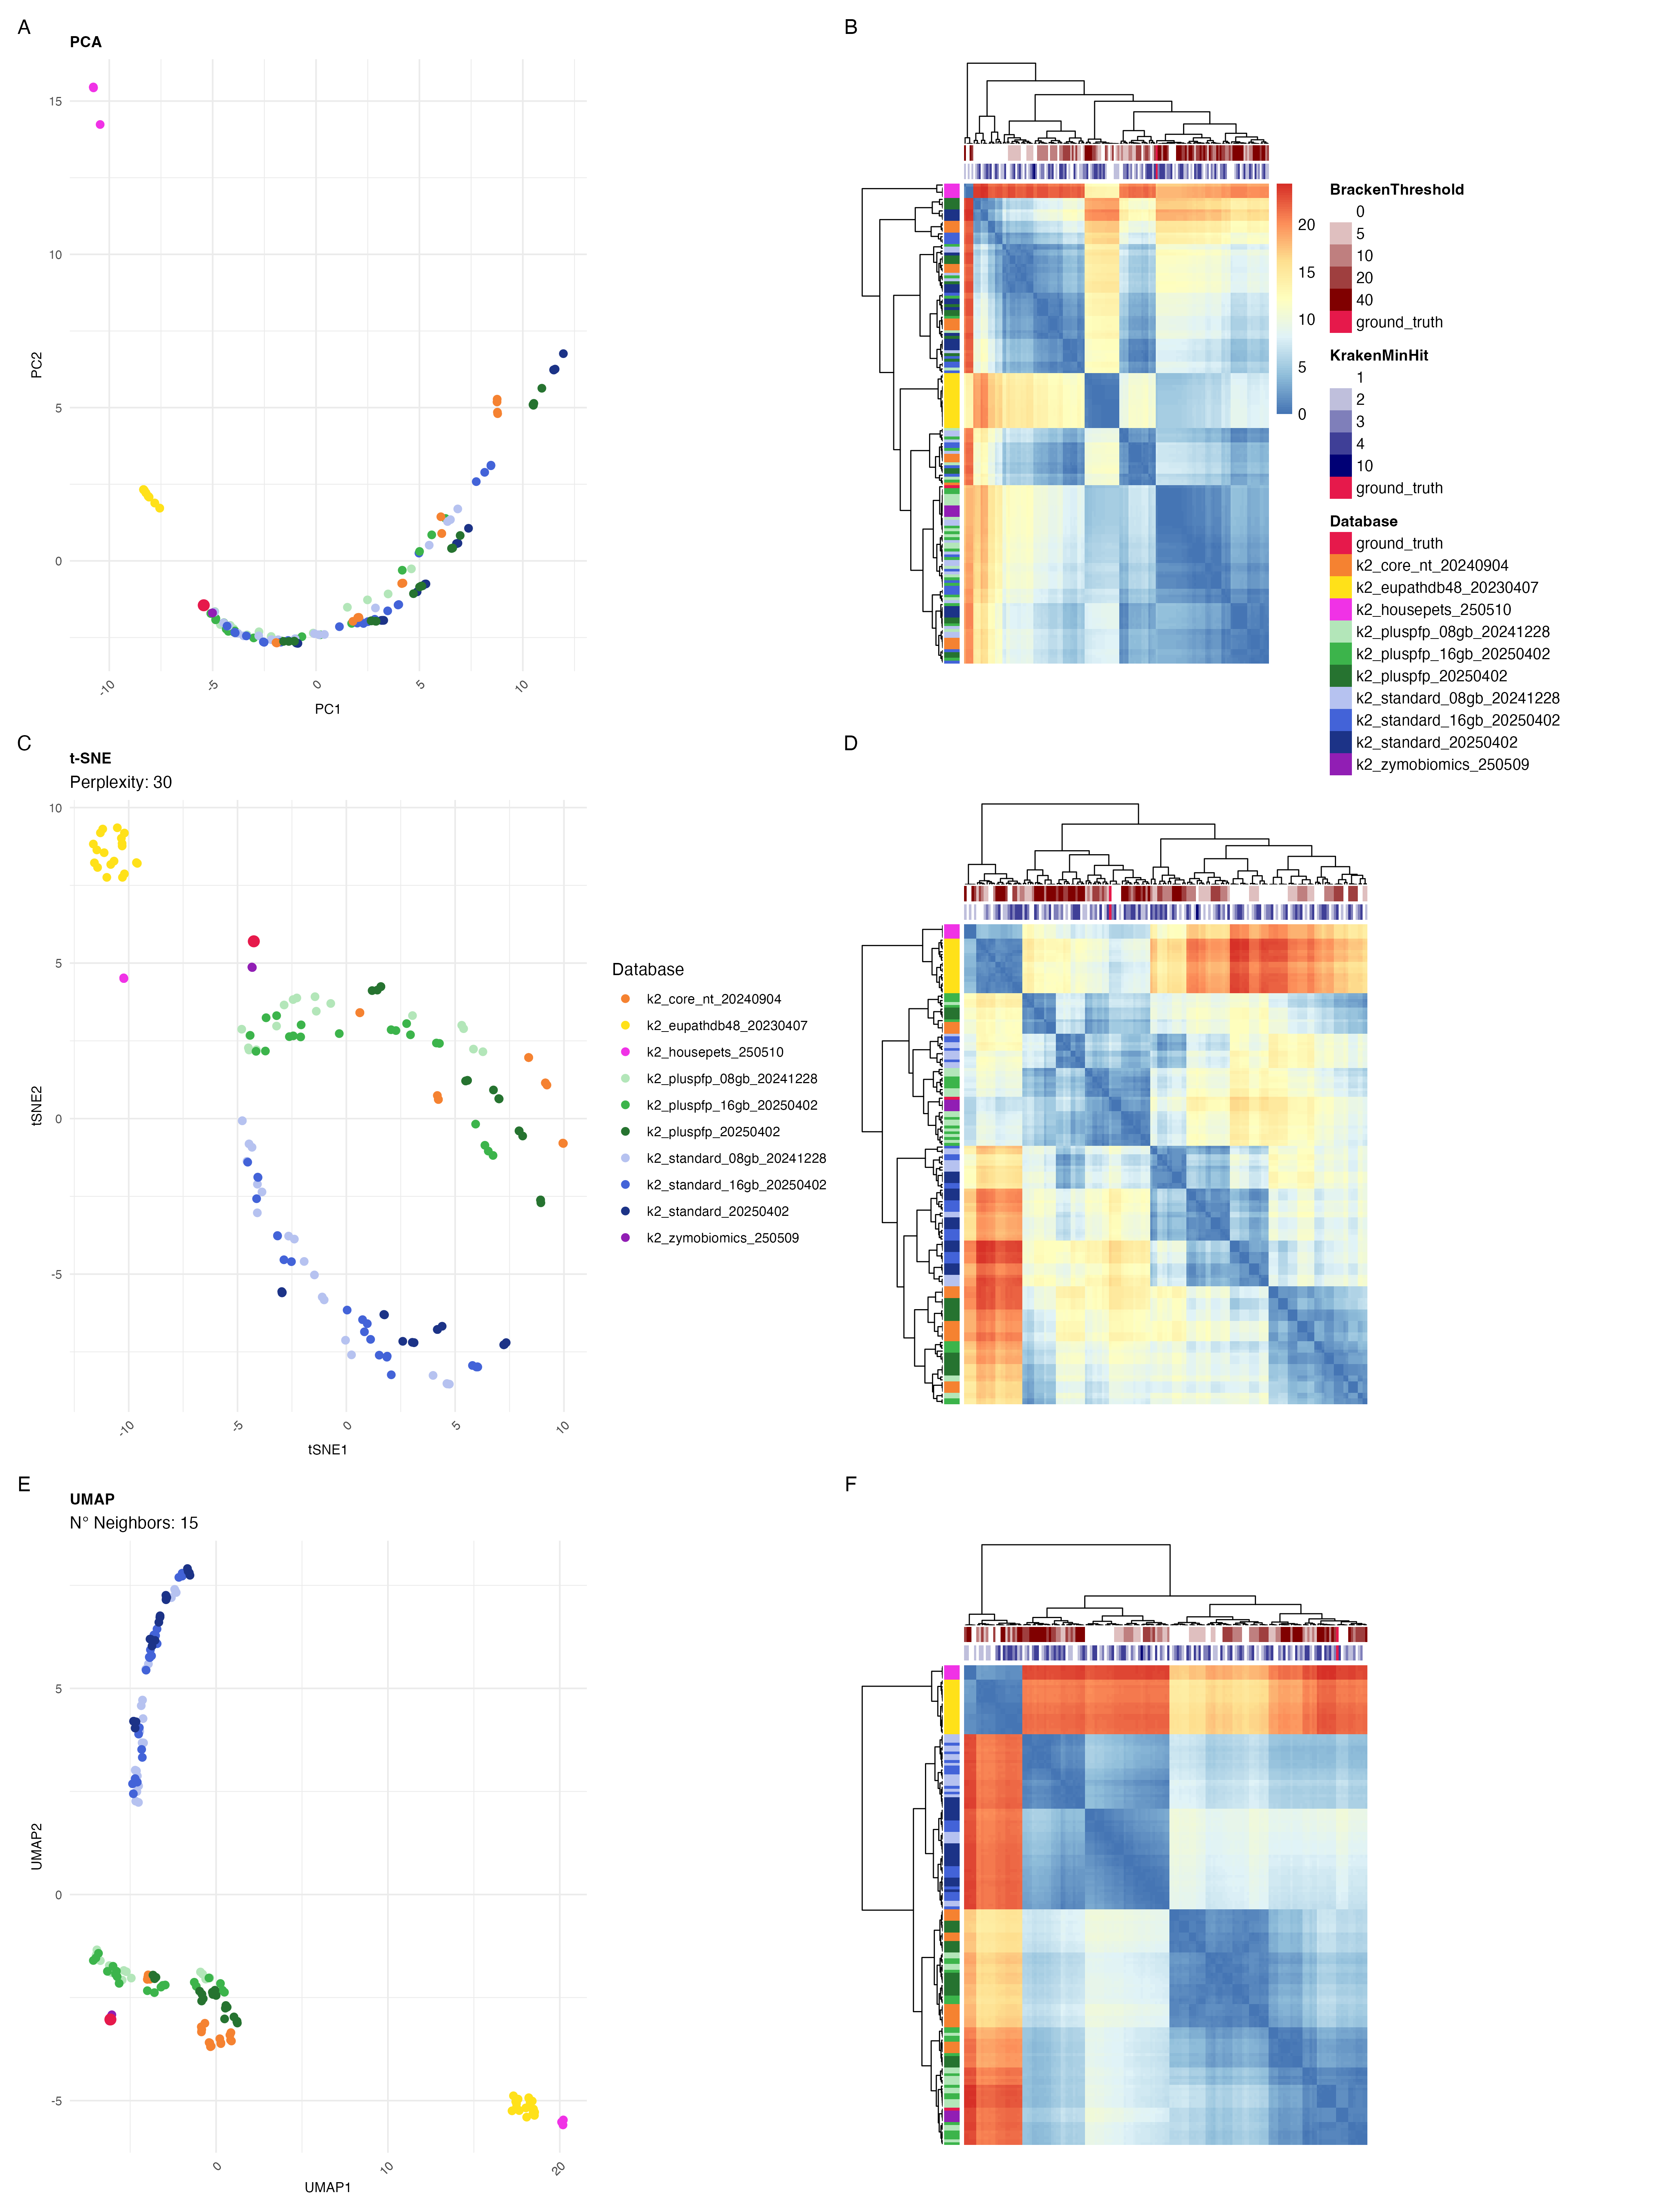 A
PCA
15
10
5
0
-10
-5
0
5
10
PC2
PC1
B
20
15
10
5
0
BrackenThreshold
0
5
10
20
40
ground_truth
KrakenMinHit
1
2
3
4
10
ground_truth
Database
ground_truth
k2_core_nt_20240904
k2_eupathdb48_20230407
k2_housepets_250510
k2_pluspfp_08gb_20241228
k2_pluspfp_16gb_20250402
k2_pluspfp_20250402
k2_standard_08gb_20241228
k2_standard_16gb_20250402
k2_standard_20250402
k2_zymobiomics_250509
C
t-SNE
Perplexity: 30
10
5
0
-5
-10
-5
0
5
10
tSNE2
tSNE1
Database
k2_core_nt_20240904
k2_eupathdb48_20230407
k2_housepets_250510
k2_pluspfp_08gb_20241228
k2_pluspfp_16gb_20250402
k2_pluspfp_20250402
k2_standard_08gb_20241228
k2_standard_16gb_20250402
k2_standard_20250402
k2_zymobiomics_250509
D
E
UMAP
N° Neighbors: 15
5
0
-5
0
10
20
UMAP2
UMAP1
F